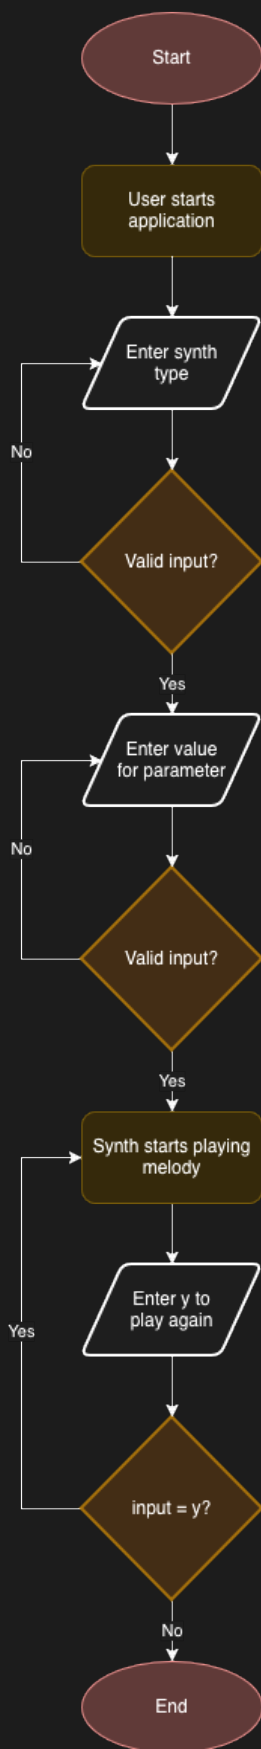 Start
User starts
application
Enter synth
type
No
Valid input?
Yes
Enter value
for parameter
No
Valid input?
Yes
Synth starts playing
melody
Enter y to
play again
Yes
input = y?
No
End